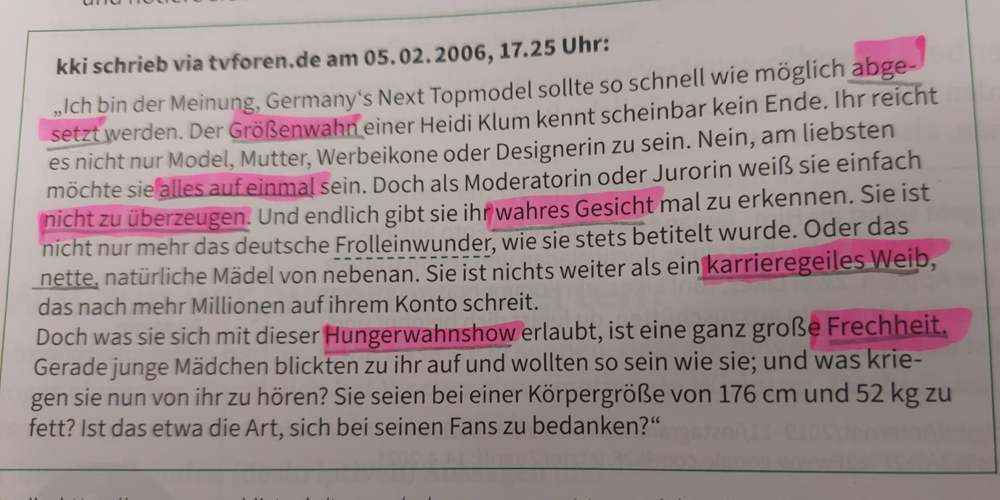 kki schrieb via tvforen.de am 05.02.2006, 17.25 Uhr:
„Ich bin der Meinung, Germany‘s Next Topmodel sollte so schnell wie möglich abge-
setzt werden. Der Größenwahn einer Heidi Klum kennt scheinbar kein Ende. Ihr reicht
es nicht nur Model, Mutter, Werbeikone oder Designerin zu sein. Nein, am liebsten
möchte sie alles auf einmal sein. Doch als Moderatorin oder Jurorin weiß sie einfach
nicht zu überzeugen. Und endlich gibt sie ihr wahres Gesicht mal zu erkennen. Sie ist
nicht nur mehr das deutsche Frolleinwunder, wie sie stets betitelt wurde. Oder das
nette, natürliche Mädel von nebenan. Sie ist nichts weiter als ein karrieregeiles Weib,
das nach mehr Millionen auf ihrem Konto schreit.
Doch was sie sich mit dieser Hungerwahnshow erlaubt, ist eine ganz große Frechheit.
Gerade junge Mädchen blickten zu ihr auf und wollten so sein wie sie; und was krie-
gen sie nun von ihr zu hören? Sie seien bei einer Körpergröße von 176 cm und 52 kg zu
fett? Ist das etwa die Art, sich bei seinen Fans zu bedanken?“